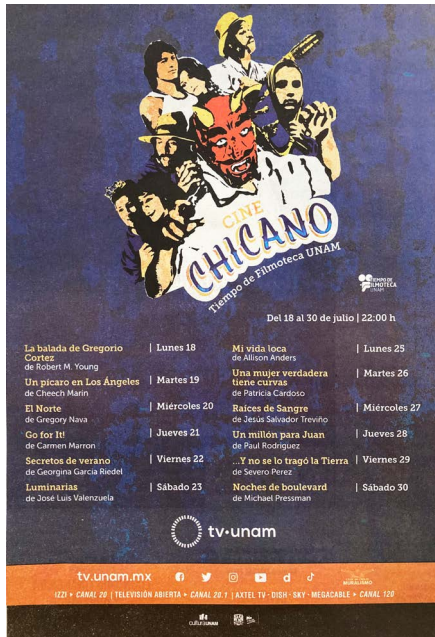 CINE
CHICANO
Tiempo de Filmoteca UNAM
TIEMPO DE
FILMOTECA
UNAM
Del 18 al 30 de julio | 22:00 h
La balada de Gregorio
Cortez
de Robert M. Young
| Lunes 18
Un pícaro en Los Ángeles
de Cheech Marin
| Martes 19
El Norte
de Gregory Nava
| Miércoles 20
Go for It!
de Carmen Marron
| Jueves 21
Secretos de verano
de Georgina García Riedel
| Viernes 22
Luminarias
de José Luis Valenzuela
| Sábado 23
Mi vida loca
de Allison Anders
| Lunes 25
Una mujer verdadera
tiene curvas
de Patricia Cardoso
| Martes 26
Raíces de Sangre
de Jesús Salvador Treviño
| Miércoles 27
Un millón para Juan
de Paul Rodriguez
| Jueves 28
...Y no se lo tragó la Tierra
de Severo Perez
| Viernes 29
Noches de boulevard
de Michael Pressman
| Sábado 30
tv·unam
tv.unam.mx
MURALISMO
IZZI + CANAL 20 | TELEVISIÓN ABIERTA + CANAL 20.1 | AXTEL TV - DISH - SKY - MEGACABLE + CANAL 120
culturaUNAM